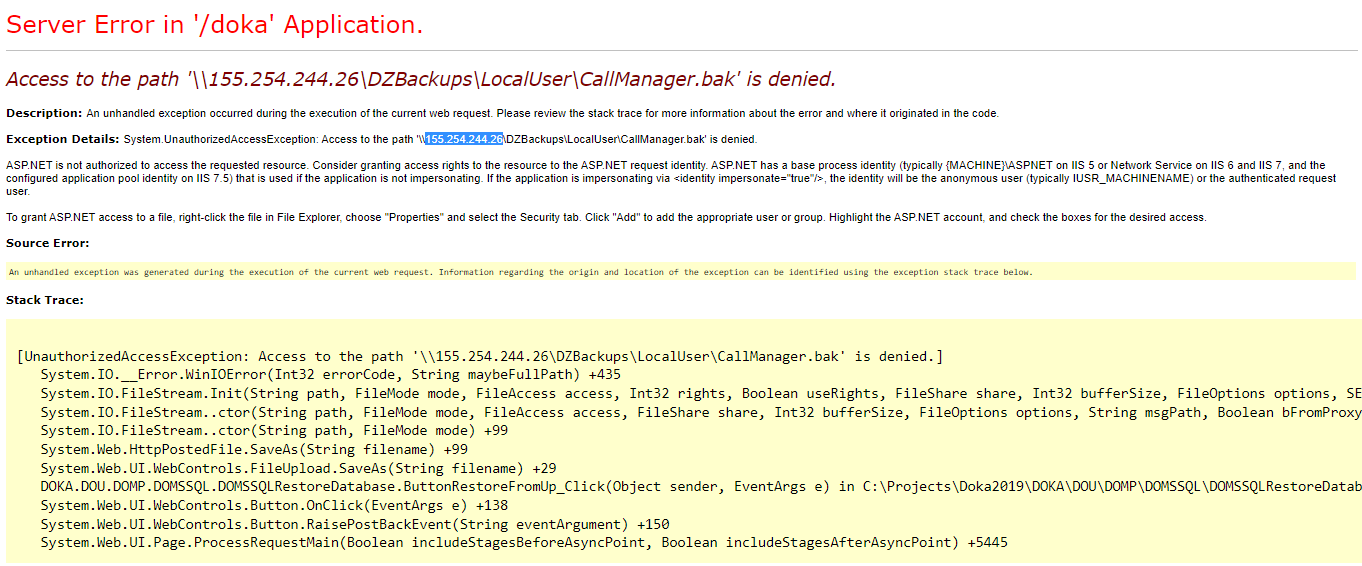 Server Error in '/doka' Application.
Access to the path '\\155.254.244.26\DZBackups\LocalUser\CallManager.bak' is denied.
Description: An unhandled exception occurred during the execution of the current web request. Please review the stack trace for more information about the error and where it originated in the code.
Exception Details: System.UnauthorizedAccessException: Access to the path '\\155.254.244.26\DZBackups\LocalUser\CallManager.bak' is denied.
ASP.NET is not authorized to access the requested resource. Consider granting access rights to the resource to the ASP.NET request identity. ASP.NET has a base process identity (typically {MACHINE}\ASPNET on IIS 5 or Network Service on IIS 6 and IIS 7, and the
configured application pool identity on IIS 7.5) that is used if the application is not impersonating. If the application is impersonating via <identity impersonate="true"/>, the identity will be the anonymous user (typically IUSR_MACHINENAME) or the authenticated request
user.
To grant ASP.NET access to a file, right-click the file in File Explorer, choose "Properties" and select the Security tab. Click "Add" to add the appropriate user or group. Highlight the ASP.NET account, and check the boxes for the desired access.
Source Error:
An unhandled exception was generated during the execution of the current web request. Information regarding the origin and location of the exception can be identified using the exception stack trace below.
Stack Trace:
[UnauthorizedAccessException: Access to the path '\\155.254.244.26\DZBackups\LocalUser\CallManager.bak' is denied.]
System.IO.__Error.WinIOError(Int32 errorCode, String maybeFullPath) +435
System.IO.FileStream.Init(String path, FileMode mode, FileAccess access, Int32 rights, Boolean useRights, FileShare share, Int32 bufferSize, FileOptions options, SE
System.IO.FileStream..ctor(String path, FileMode mode, FileAccess access, FileShare share, Int32 bufferSize, FileOptions options, String msgPath, Boolean bFromProxy
System.IO.FileStream..ctor(String path, FileMode mode) +99
System.Web.HttpPostedFile.SaveAs(String filename) +99
System.Web.UI.WebControls.FileUpload.SaveAs(String filename) +29
DOKA.DOU.DOMP.DOMSSQL.DOMSSQLRestoreDatabase.ButtonRestoreFromUp_Click(Object sender, EventArgs e) in C:\Projects\Doka2019\DOKA\DOU\DOMP\DOMSSQL\DOMSSQLRestoreDatab
System.Web.UI.WebControls.Button.OnClick(EventArgs e) +138
System.Web.UI.WebControls.Button.RaisePostBackEvent(String eventArgument) +150
System.Web.UI.Page.ProcessRequestMain(Boolean includeStagesBeforeAsyncPoint, Boolean includeStagesAfterAsyncPoint) +5445